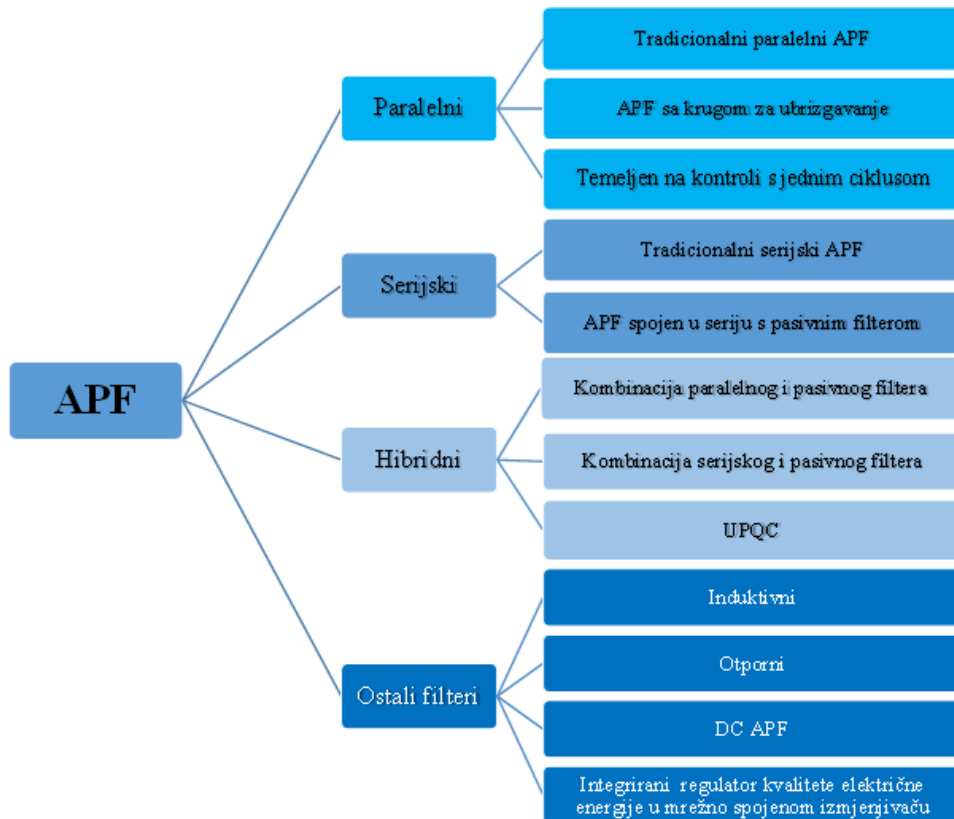 APF
Paralelni
Tradicionalni paralelni APF
APF sa krugom za ubrizgavanje
Temeljen na kontroli s jednim ciklusom
Serijski
Tradicionalni serijski APF
APF spojen u seriju s pasivnim filterom
Hibridni
Kombinacija paralelnog i pasivnog filtera
Kombinacija serijskog i pasivnog filtera
UPQC
Ostali filteri
Induktivni
Otporni
DC APF
Integrirani regulator kvalitete električne
energije u mrežno spojenom izmjenjivaču